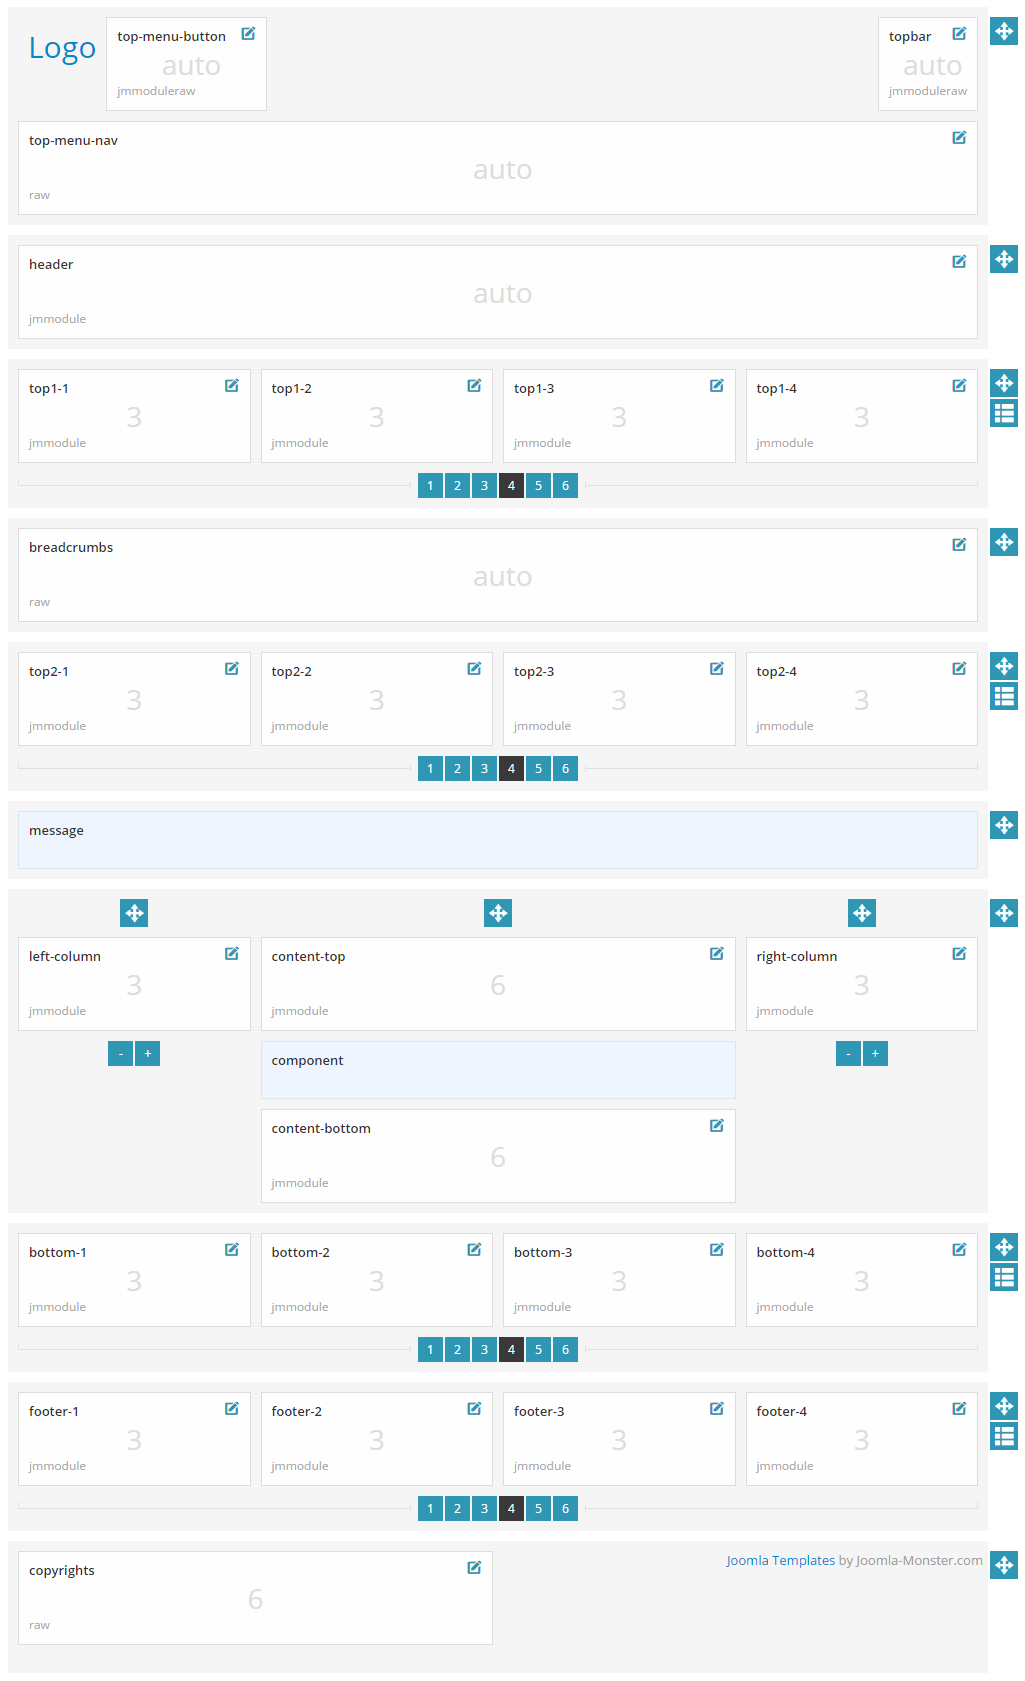 Logo
top-menu-button
auto
jmmoduleraw
topbar
auto
jmmoduleraw
top-menu-nav
auto
raw
header
auto
jmmodule
top1-1
3
jmmodule
top1-2
3
jmmodule
top1-3
3
jmmodule
top1-4
3
jmmodule
1 2 3 4 5 6
breadcrumbs
auto
raw
top2-1
3
jmmodule
top2-2
3
jmmodule
top2-3
3
jmmodule
top2-4
3
jmmodule
1 2 3 4 5 6
message
left-column
3
jmmodule
- +
content-top
6
jmmodule
component
content-bottom
6
jmmodule
right-column
3
jmmodule
- +
bottom-1
3
jmmodule
bottom-2
3
jmmodule
bottom-3
3
jmmodule
bottom-4
3
jmmodule
1 2 3 4 5 6
footer-1
3
jmmodule
footer-2
3
jmmodule
footer-3
3
jmmodule
footer-4
3
jmmodule
1 2 3 4 5 6
copyrights
6
raw
Joomla Templates by Joomla-Monster.com